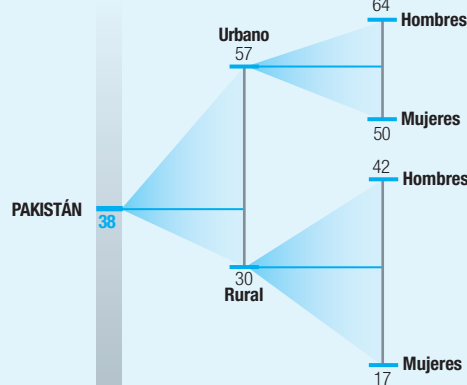 64
Hombres
Urbano
57
Mujeres
50
42
Hombres
PAKISTÁN
38
30
Rural
Mujeres
17